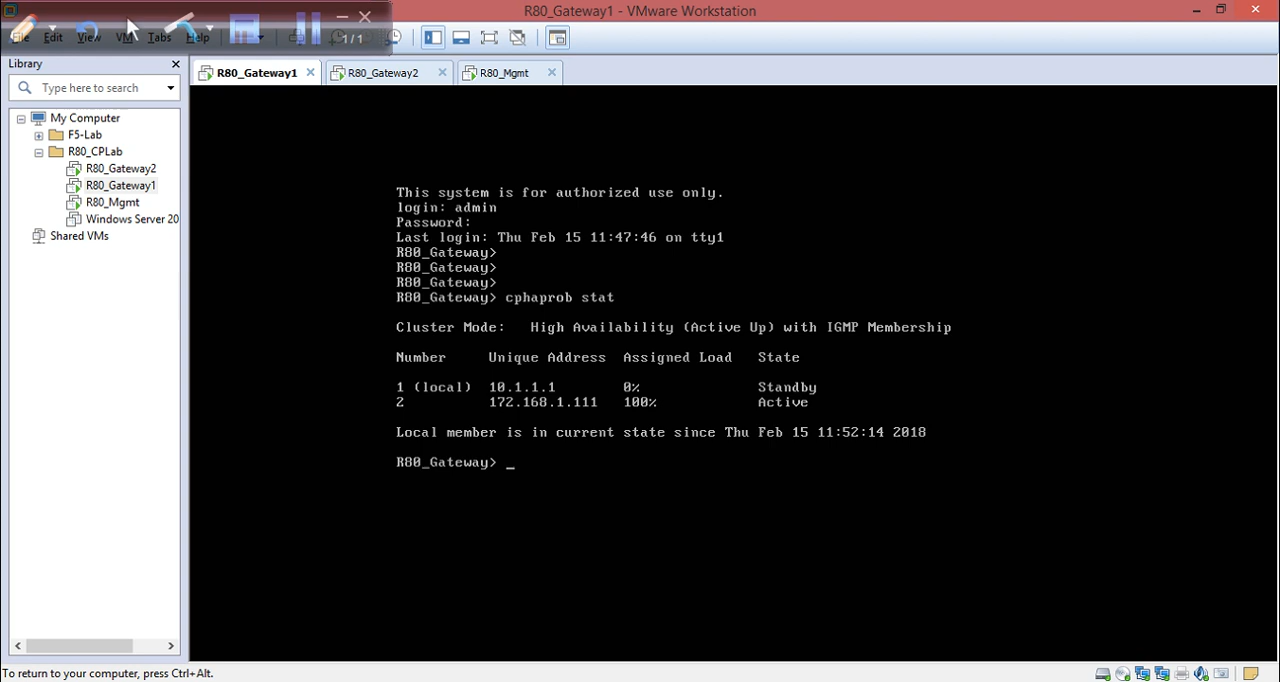 R80_Gateway1 - VMware Workstation
File Edit View VM Tabs Help
1/1
Library
Type here to search
My Computer
F5-Lab
R80_CPLab
R80_Gateway2
R80_Gateway1
R80_Mgmt
Windows Server 20
Shared VMs
R80_Gateway1
R80_Gateway2
R80_Mgmt
This system is for authorized use only.
login: admin
Password:
Last login: Thu Feb 15 11:47:46 on tty1
R80_Gateway>
R80_Gateway>
R80_Gateway>
R80_Gateway> cphaprob stat
Cluster Mode:   High Availability (Active Up) with IGMP Membership
Number     Unique Address  Assigned Load   State
1 (local)  10.1.1.1        0%              Standby
2          172.168.1.111   100%            Active
Local member is in current state since Thu Feb 15 11:52:14 2018
R80_Gateway> _
To return to your computer, press Ctrl+Alt.